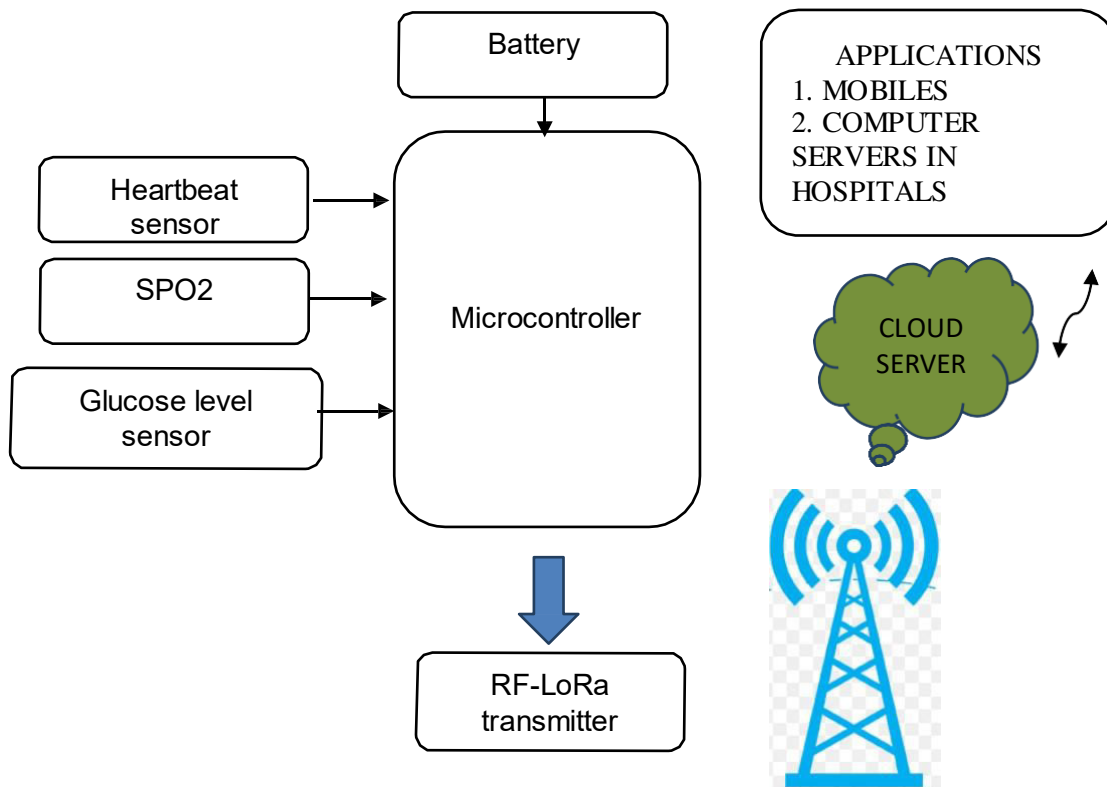 Battery
Heartbeat
sensor
SPO2
Glucose level
sensor
Microcontroller
RF-LoRa
transmitter
APPLICATIONS
1. MOBILES
2. COMPUTER
SERVERS IN
HOSPITALS
CLOUD
SERVER